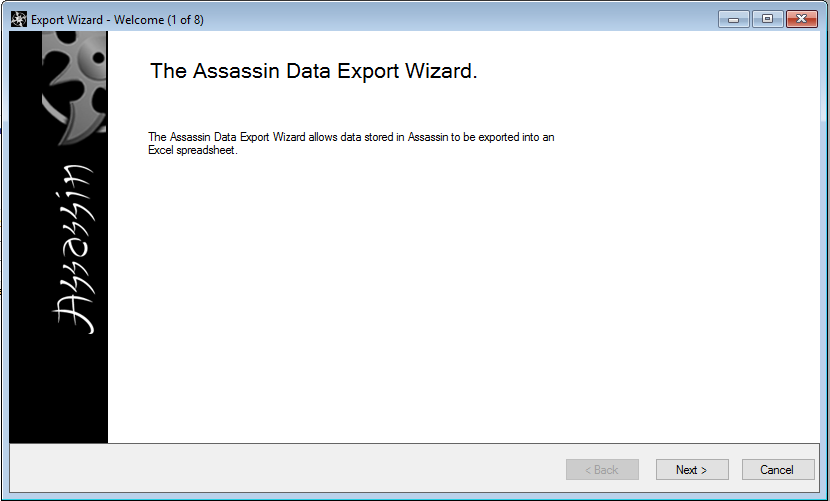 Export Wizard - Welcome (1 of 8)
The Assassin Data Export Wizard.
The Assassin Data Export Wizard allows data stored in Assassin to be exported into an
Excel spreadsheet.
Assassin
< Back
Next >
Cancel